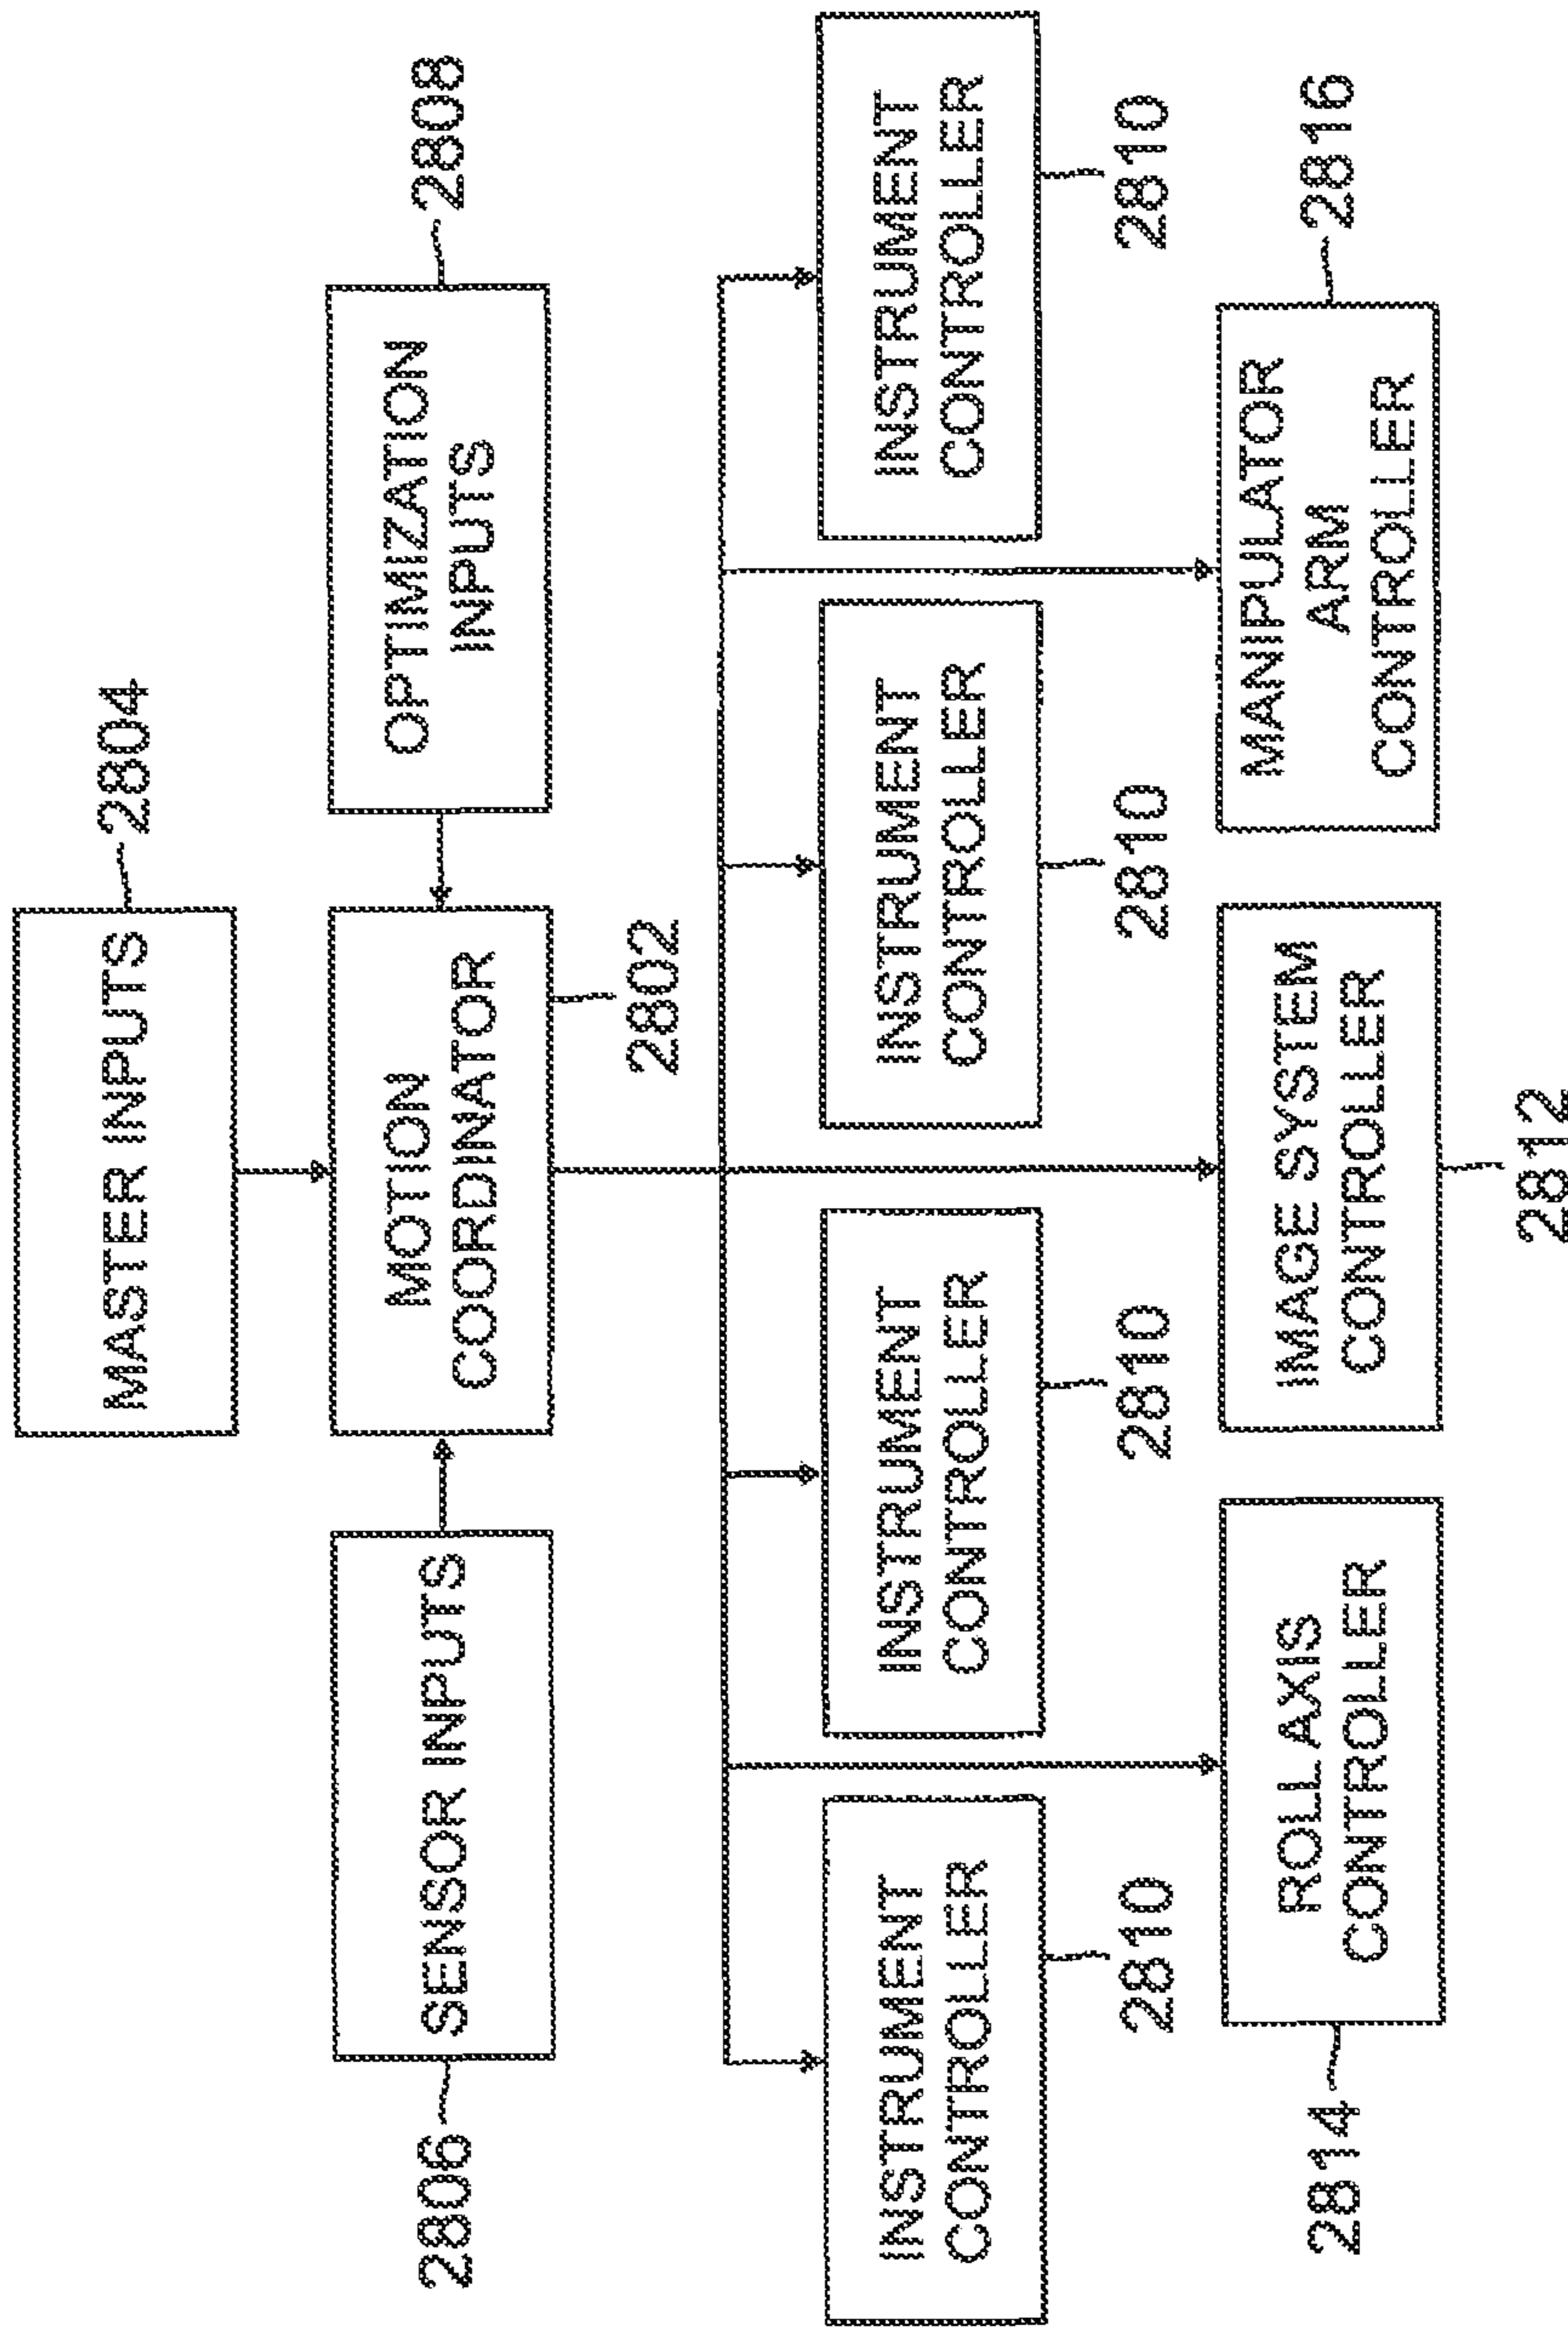 MASTER INPUTS
2804
2806
SENSOR INPUTS
MOTION
COORDINATOR
2802
OPTIMIZATION
INPUTS
2808
INSTRUMENT
CONTROLLER
2810
INSTRUMENT
CONTROLLER
2810
INSTRUMENT
CONTROLLER
2810
INSTRUMENT
CONTROLLER
2810
2814
ROLL AXIS
CONTROLLER
IMAGE SYSTEM
CONTROLLER
2812
MANIPULATOR
ARM
CONTROLLER
2816